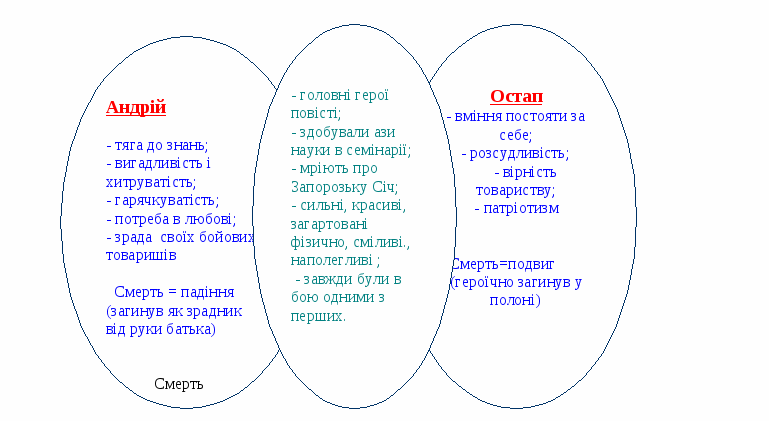 Андрій
- тяга до знань;
- вигадливість і
хитруватість;
- гарячкуватість;
- потреба в любові;
- зрада своїх бойових
товаришів
Смерть = падіння
(загинув як зрадник
від руки батька)
Смерть
- головні герої
повісті;
- здобували ази
науки в семінарії;
- мріють про
Запорозьку Січ;
- сильні, красиві,
загартовані
фізично, сміливі.,
наполегливі ;
- завжди були в
бою одними з
перших.
Остап
- вміння постояти за
себе;
- розсудливість;
- вірність
товариству;
- патріотизм
Смерть=подвиг
(героїчно загинув у
полоні)